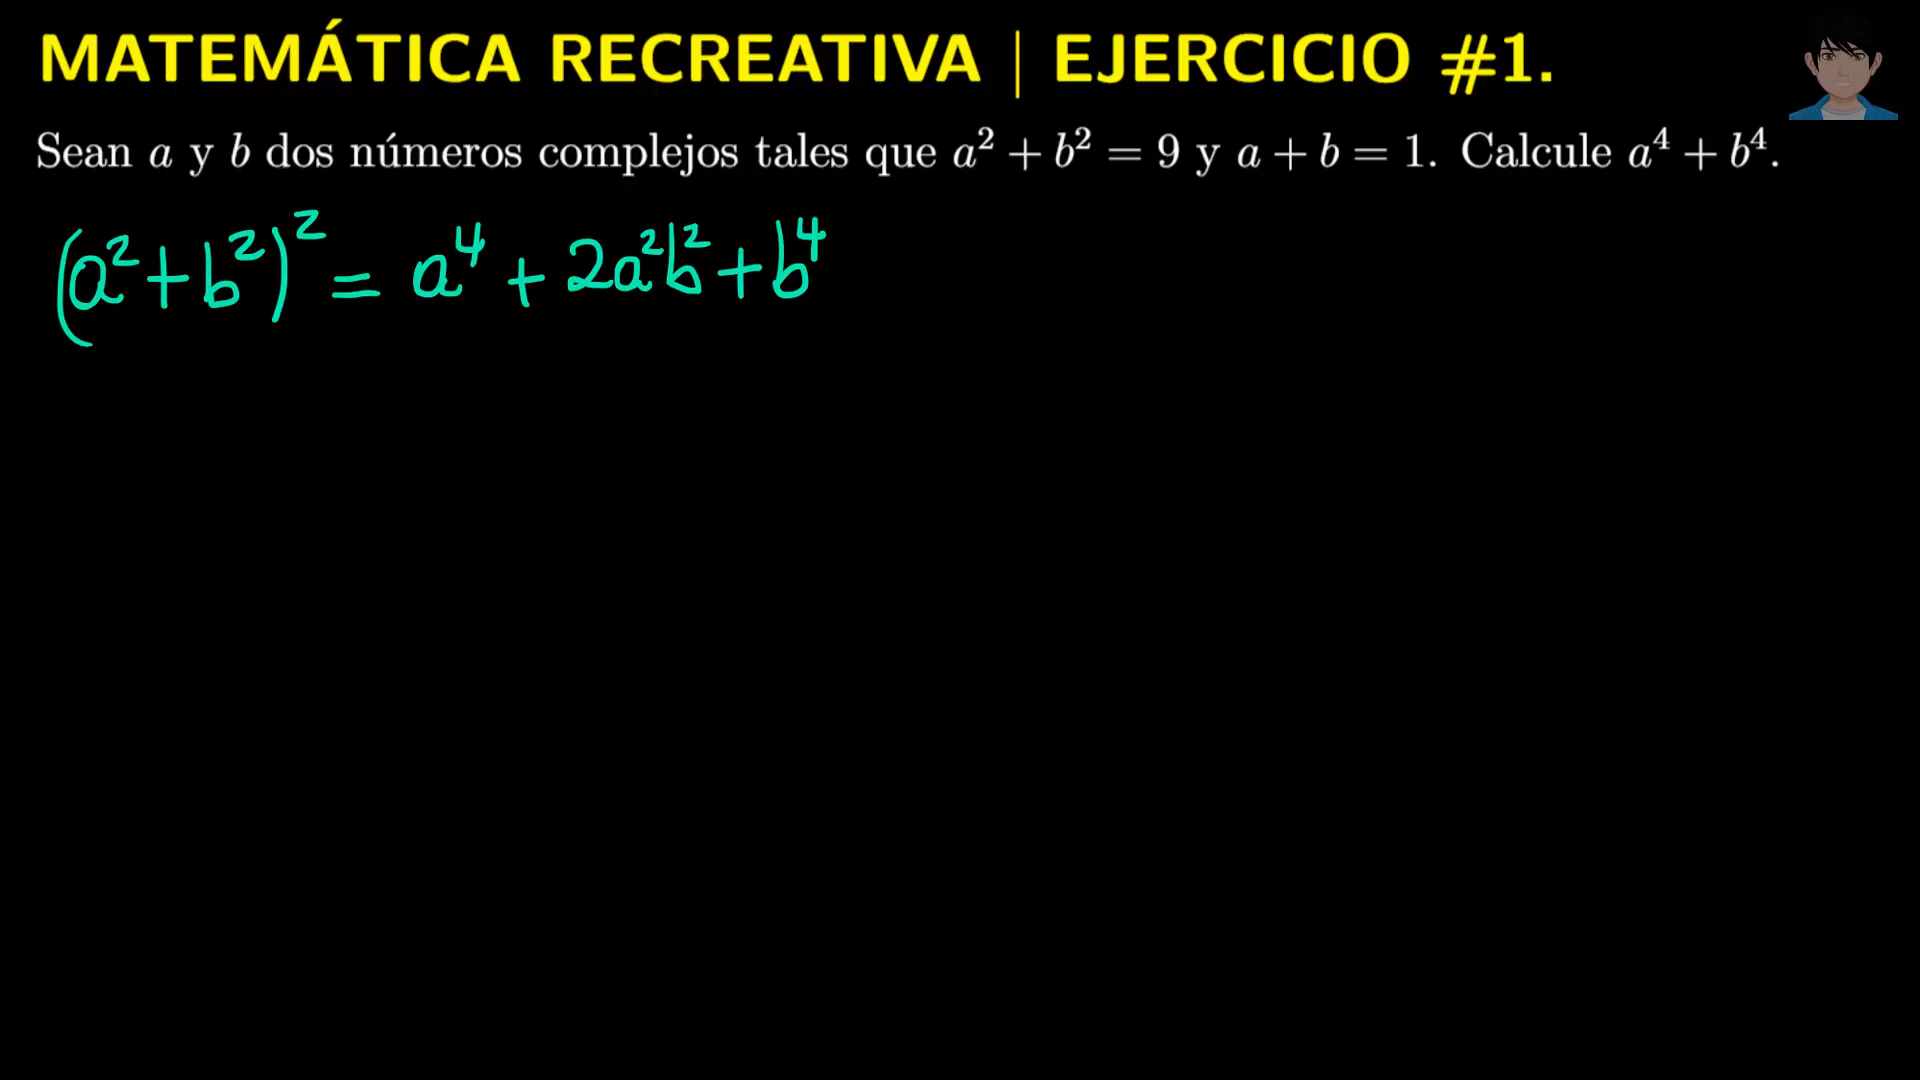 MATEMÁTICA RECREATIVA | EJERCICIO #1.
Sean a y b dos números complejos tales que a² + b² = 9 y a + b = 1. Calcule a⁴ + b⁴.
(a²+b²)² = a⁴ + 2a²b² + b⁴